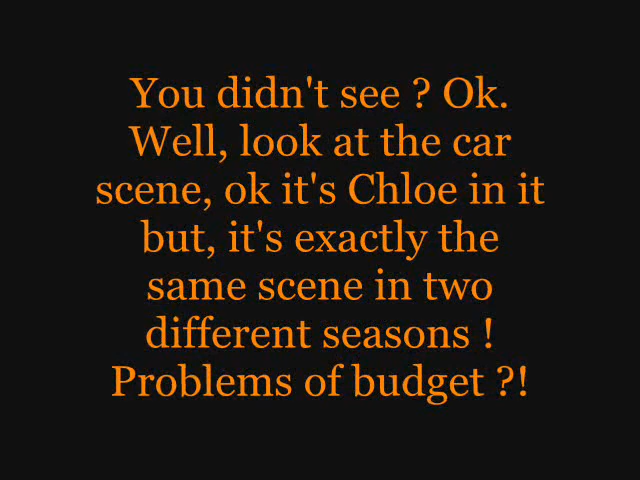 You didn't see ? Ok.
Well, look at the car
scene, ok it's Chloe in it
but, it's exactly the
same scene in two
different seasons !
Problems of budget ?!